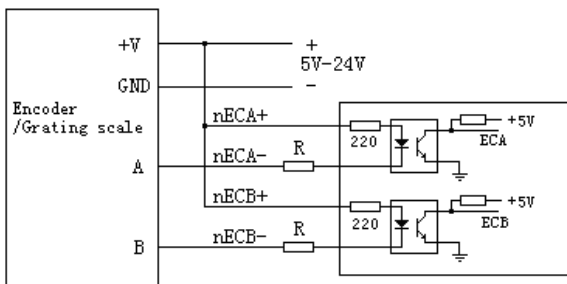 +V
+
5V-24V
GND
-
Encoder
/Grating scale
nECA+
220
+5V
ECA
A
nECA-
R
nECB+
220
+5V
ECB
B
nECB-
R